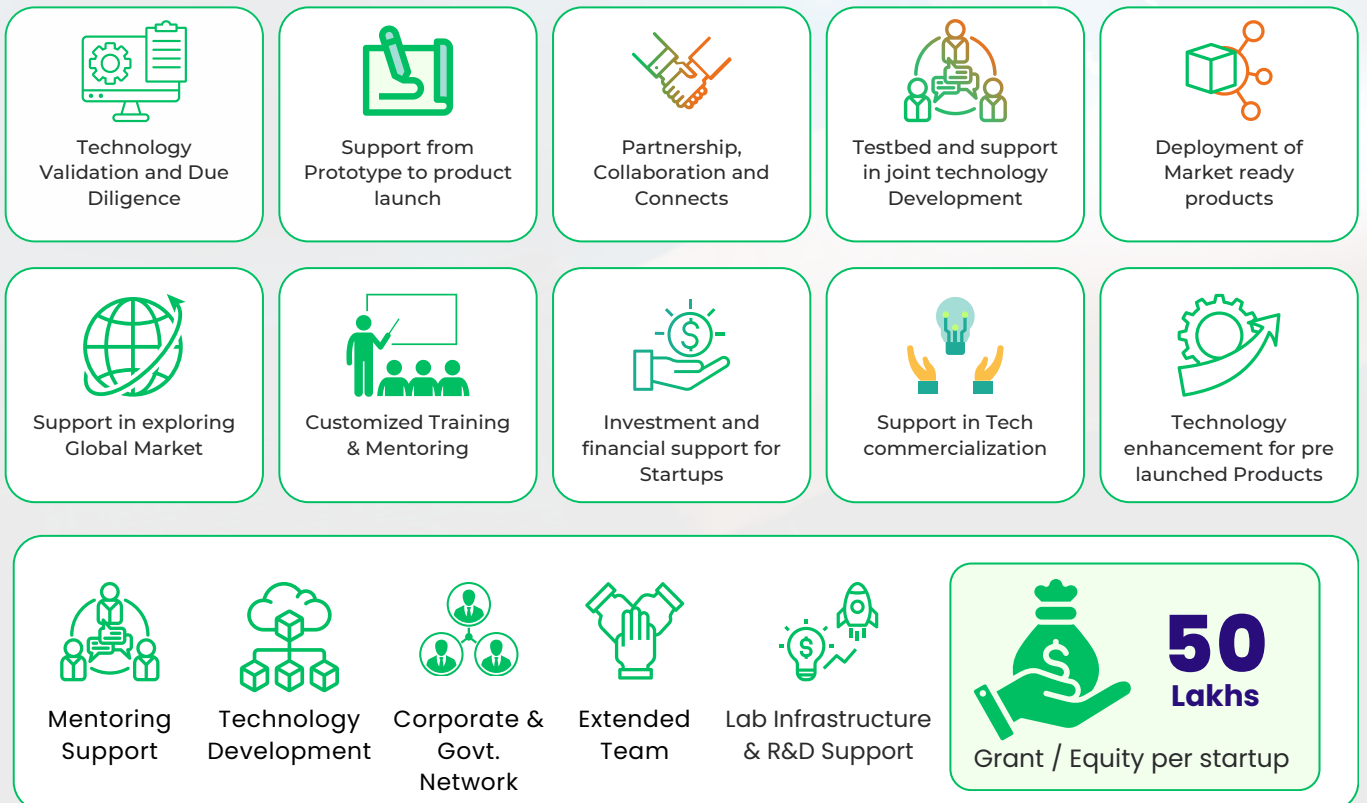 Technology
Validation and Due
Diligence
Support from
Prototype to product
launch
Partnership,
Collaboration and
Connects
Testbed and support
in joint technology
Development
Deployment of
Market ready
products
Support in exploring
Global Market
Customized Training
& Mentoring
Investment and
financial support for
Startups
Support in Tech
commercialization
Technology
enhancement for pre
launched Products
Mentoring
Support
Technology
Development
Corporate &
Govt.
Network
Extended
Team
Lab Infrastructure
& R&D Support
50
Lakhs
Grant / Equity per startup